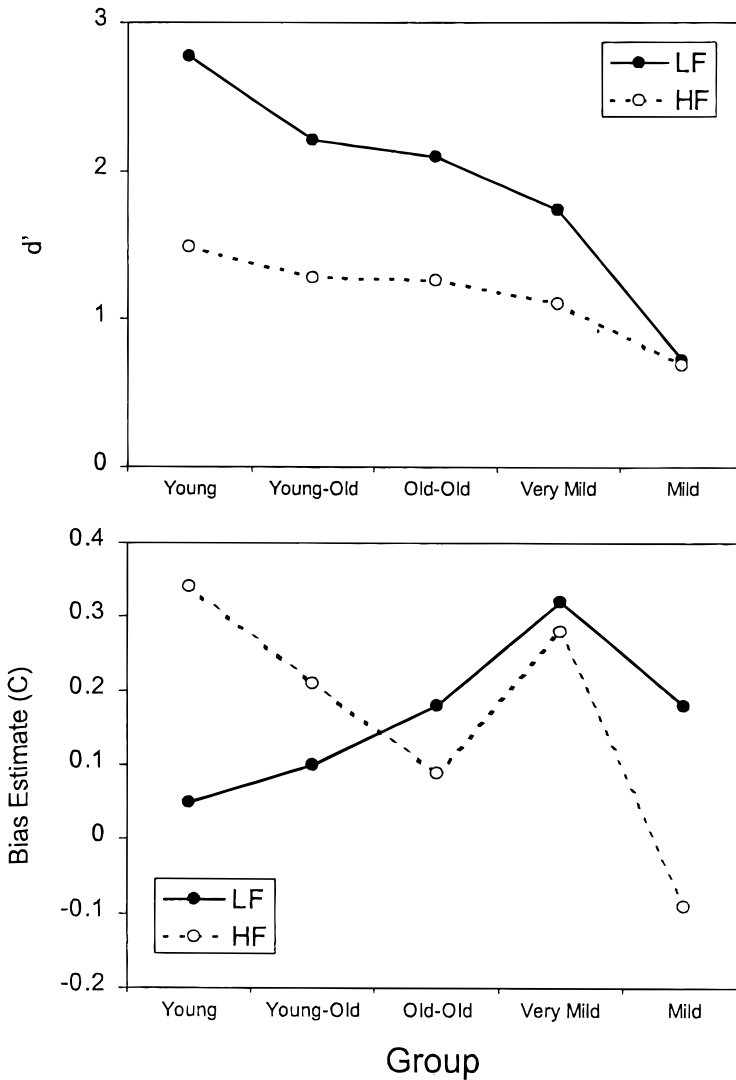 3
LF
HF
2
d'
1
0
Young Young-Old Old-Old Very Mild Mild
0.4
0.3
0.2
Bias Estimate (C)
0.1
0
LF
-0.1
HF
-0.2
Young Young-Old Old-Old Very Mild Mild
Group